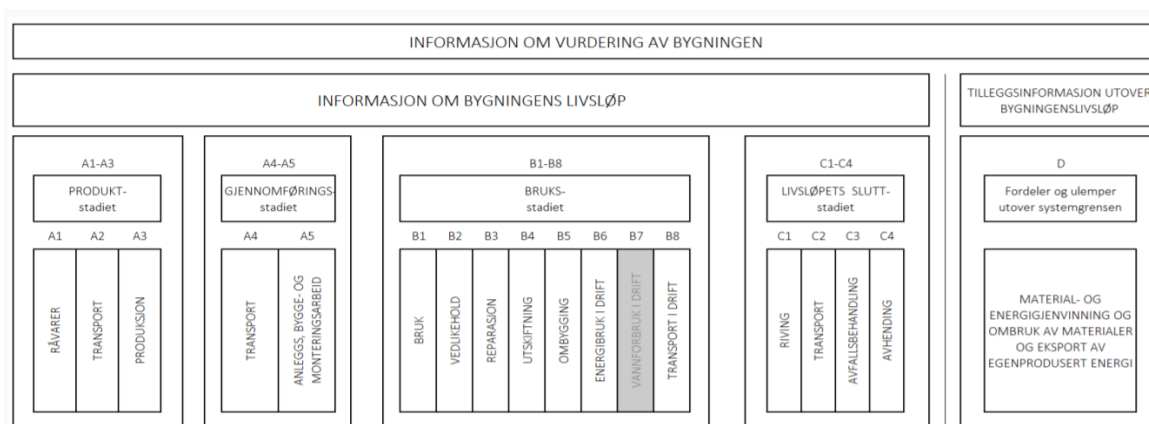 INFORMASJON OM VURDERING AV BYGNINGEN
INFORMASJON OM BYGNINGENS LIVSLØP
TILLEGGSINFORMASJON UTOVER
BYGNINGENSLIVSLØP
A1-A3
PRODUKT-
stadiet
A1 A2 A3
RÅVARER
TRANSPORT
PRODUKSJON
A4-A5
GJENNOMFØRINGS-
stadiet
A4 A5
TRANSPORT
ANLEGGS, BYGGE- OG
MONTERINGSARBEID
B1-B8
BRUKS-
stadiet
B1 B2 B3 B4 B5 B6 B7 B8
BRUK
VEDLIKEHOLD
REPARASJON
UTSKIFTNING
OMBYGGING
ENERGIBRUK I DRIFT
VANNFORBRUK I DRIFT
TRANSPORT I DRIFT
C1-C4
LIVSLØPETS SLUTT-
stadiet
C1 C2 C3 C4
RIVING
TRANSPORT
AVFALLSBEHANDLING
AVHENDING
D
Fordeler og ulemper
utover systemgrensen
MATERIAL- OG
ENERGIGJENVINNING OG
OMBRUK AV MATERIALER
OG EKSPORT AV
EGENPRODUSERT ENERGI